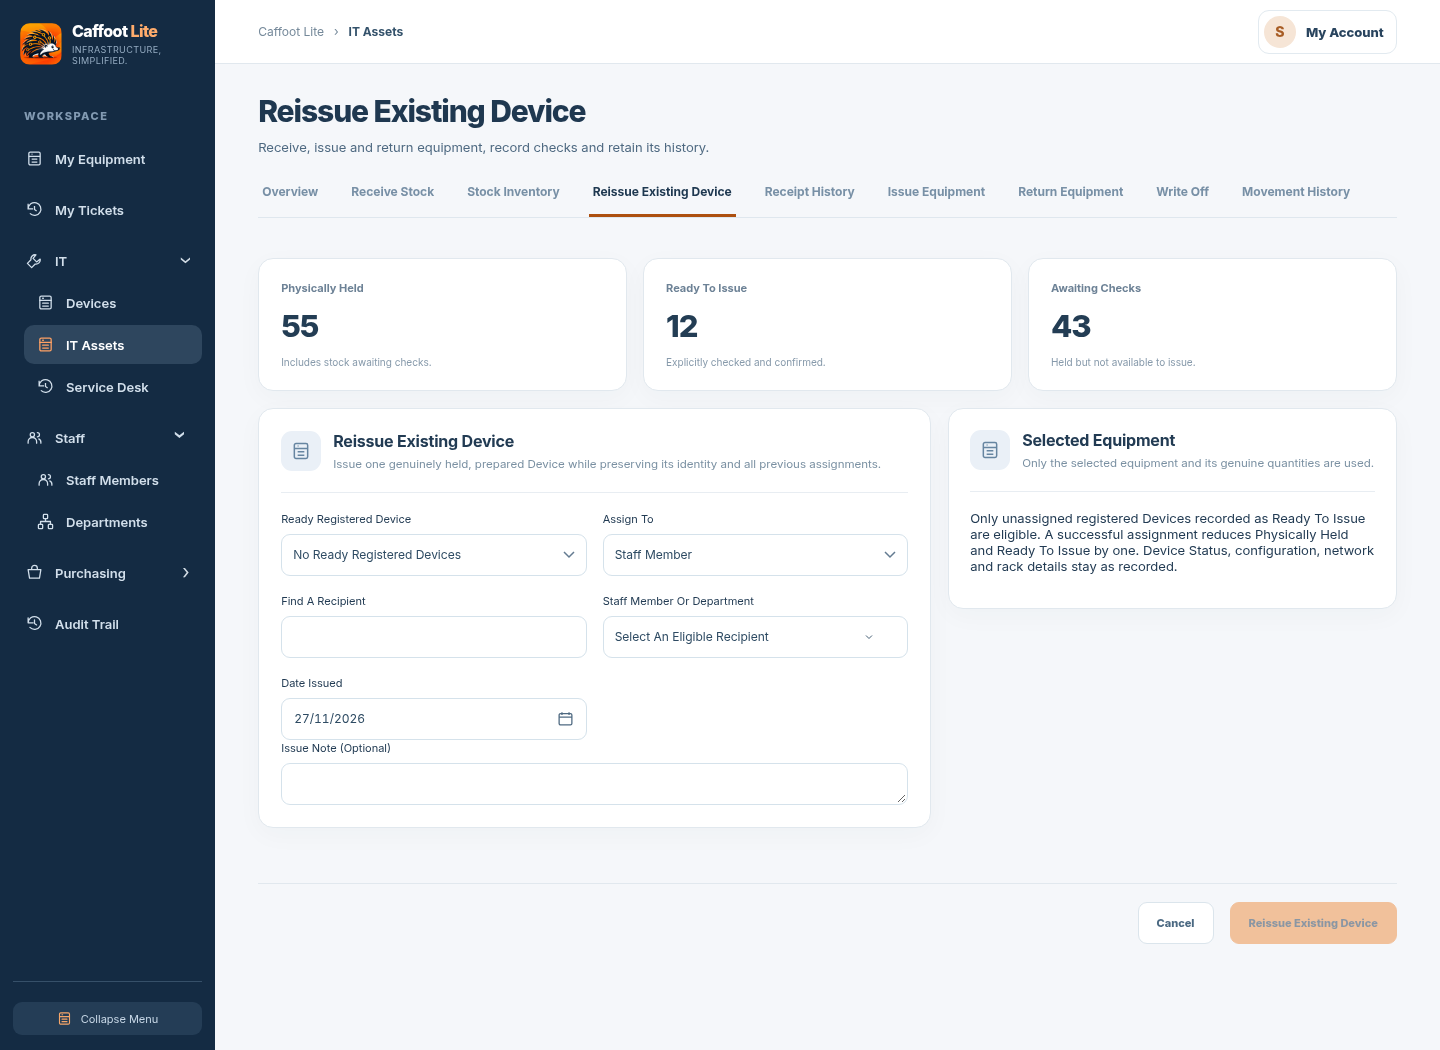 Caffoot Lite
INFRASTRUCTURE,
SIMPLIFIED.
WORKSPACE
My Equipment
My Tickets
IT
Devices
IT Assets
Service Desk
Staff
Staff Members
Departments
Purchasing
Audit Trail
Collapse Menu
Caffoot Lite › IT Assets
S My Account
Reissue Existing Device
Receive, issue and return equipment, record checks and retain its history.
Overview Receive Stock Stock Inventory Reissue Existing Device Receipt History Issue Equipment Return Equipment Write Off Movement History
Physically Held
55
Includes stock awaiting checks.
Ready To Issue
12
Explicitly checked and confirmed.
Awaiting Checks
43
Held but not available to issue.
Reissue Existing Device
Issue one genuinely held, prepared Device while preserving its identity and all previous assignments.
Ready Registered Device
No Ready Registered Devices
Assign To
Staff Member
Find A Recipient
Staff Member Or Department
Select An Eligible Recipient
Date Issued
27/11/2026
Issue Note (Optional)
Selected Equipment
Only the selected equipment and its genuine quantities are used.
Only unassigned registered Devices recorded as Ready To Issue
are eligible. A successful assignment reduces Physically Held
and Ready To Issue by one. Device Status, configuration, network
and rack details stay as recorded.
Cancel
Reissue Existing Device